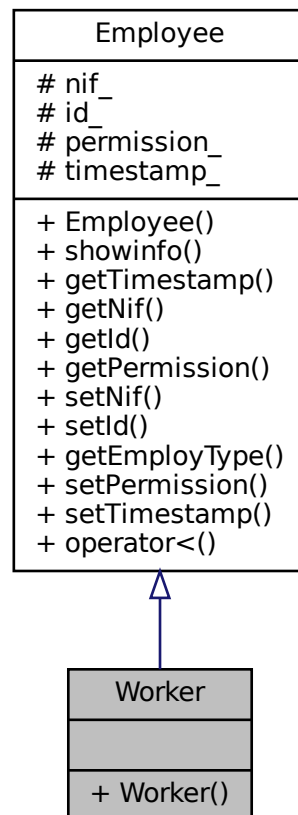 Employee
# nif_
# id_
# permission_
# timestamp_
+ Employee()
+ showinfo()
+ getTimestamp()
+ getNif()
+ getId()
+ getPermission()
+ setNif()
+ setId()
+ getEmployType()
+ setPermission()
+ setTimestamp()
+ operator<()
Worker
+ Worker()